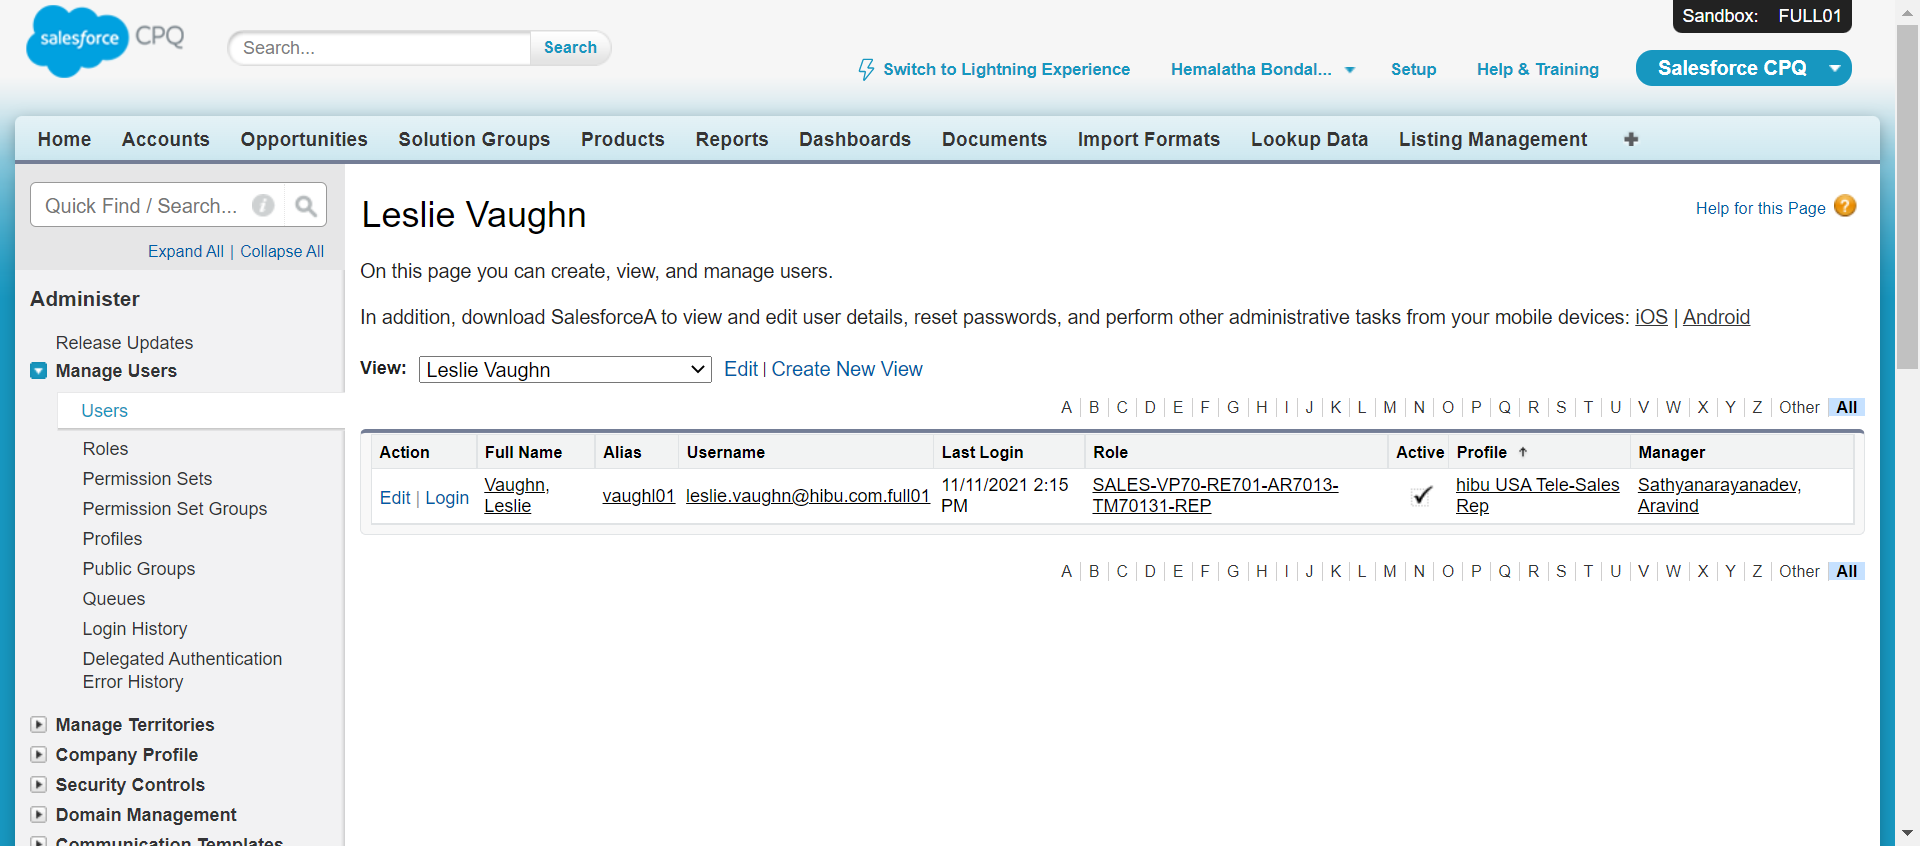 Sandbox: FULL01
salesforce CPQ
Search...
Search
Switch to Lightning Experience
Hemalatha Bondal...
Setup
Help & Training
Salesforce CPQ
Home Accounts Opportunities Solution Groups Products Reports Dashboards Documents Import Formats Lookup Data Listing Management
Quick Find / Search...
Expand All | Collapse All
Administer
Release Updates
Manage Users
Users
Roles
Permission Sets
Permission Set Groups
Profiles
Public Groups
Queues
Login History
Delegated Authentication
Error History
Manage Territories
Company Profile
Security Controls
Domain Management
Communication Templates
Leslie Vaughn
Help for this Page ?
On this page you can create, view, and manage users.
In addition, download SalesforceA to view and edit user details, reset passwords, and perform other administrative tasks from your mobile devices: iOS | Android
View: Leslie Vaughn Edit | Create New View
A B C D E F G H I J K L M N O P Q R S T U V W X Y Z Other All
Action Full Name Alias Username Last Login Role Active Profile Manager
Edit | Login
Vaughn,
Leslie
vaughl01
leslie.vaughn@hibu.com.full01
11/11/2021 2:15
PM
SALES-VP70-RE701-AR7013-
TM70131-REP
hibu USA Tele-Sales
Rep
Sathyanarayanadev,
Aravind
A B C D E F G H I J K L M N O P Q R S T U V W X Y Z Other All